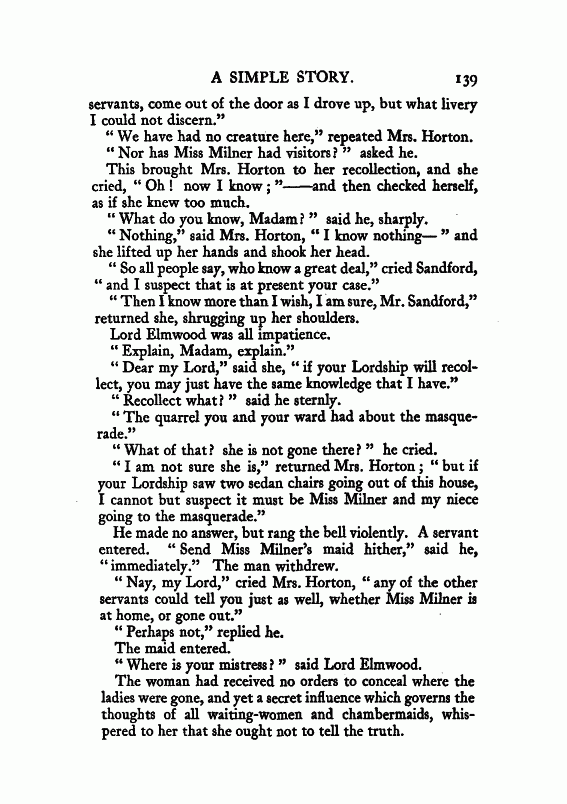 A SIMPLE STORY. 139
servants, come out of the door as I drove up, but what livery
I could not discern.”
“ We have had no creature here,” repeated Mrs. Horton.
“ Nor has Miss Milner had visitors? ” asked he.
This brought Mrs. Horton to her recollection, and she
cried, “ Oh ! now I know ; ”——and then checked herself,
as if she knew too much.
“ What do you know, Madam? ” said he, sharply.
“ Nothing,” said Mrs. Horton, “ I know nothing— ” and
she lifted up her hands and shook her head.
“ So all people say, who know a great deal,” cried Sandford,
“ and I suspect that is at present your case.”
“ Then I know more than I wish, I am sure, Mr. Sandford,”
returned she, shrugging up her shoulders.
Lord Elmwood was all impatience.
“ Explain, Madam, explain.”
“ Dear my Lord,” said she, “ if your Lordship will recol-
lect, you may just have the same knowledge that I have.”
“ Recollect what? ” said he sternly.
“ The quarrel you and your ward had about the masque-
rade.”
“ What of that? she is not gone there? ” he cried.
“ I am not sure she is,” returned Mrs. Horton ; “ but if
your Lordship saw two sedan chairs going out of this house,
I cannot but suspect it must be Miss Milner and my niece
going to the masquerade.”
He made no answer, but rang the bell violently. A servant
entered. “ Send Miss Milner’s maid hither,” said he,
“ immediately.” The man withdrew.
“ Nay, my Lord,” cried Mrs. Horton, “ any of the other
servants could tell you just as well, whether Miss Milner is
at home, or gone out.”
“ Perhaps not,” replied he.
The maid entered.
“ Where is your mistress? ” said Lord Elmwood.
The woman had received no orders to conceal where the
ladies were gone, and yet a secret influence which governs the
thoughts of all waiting-women and chambermaids, whis-
pered to her that she ought not to tell the truth.